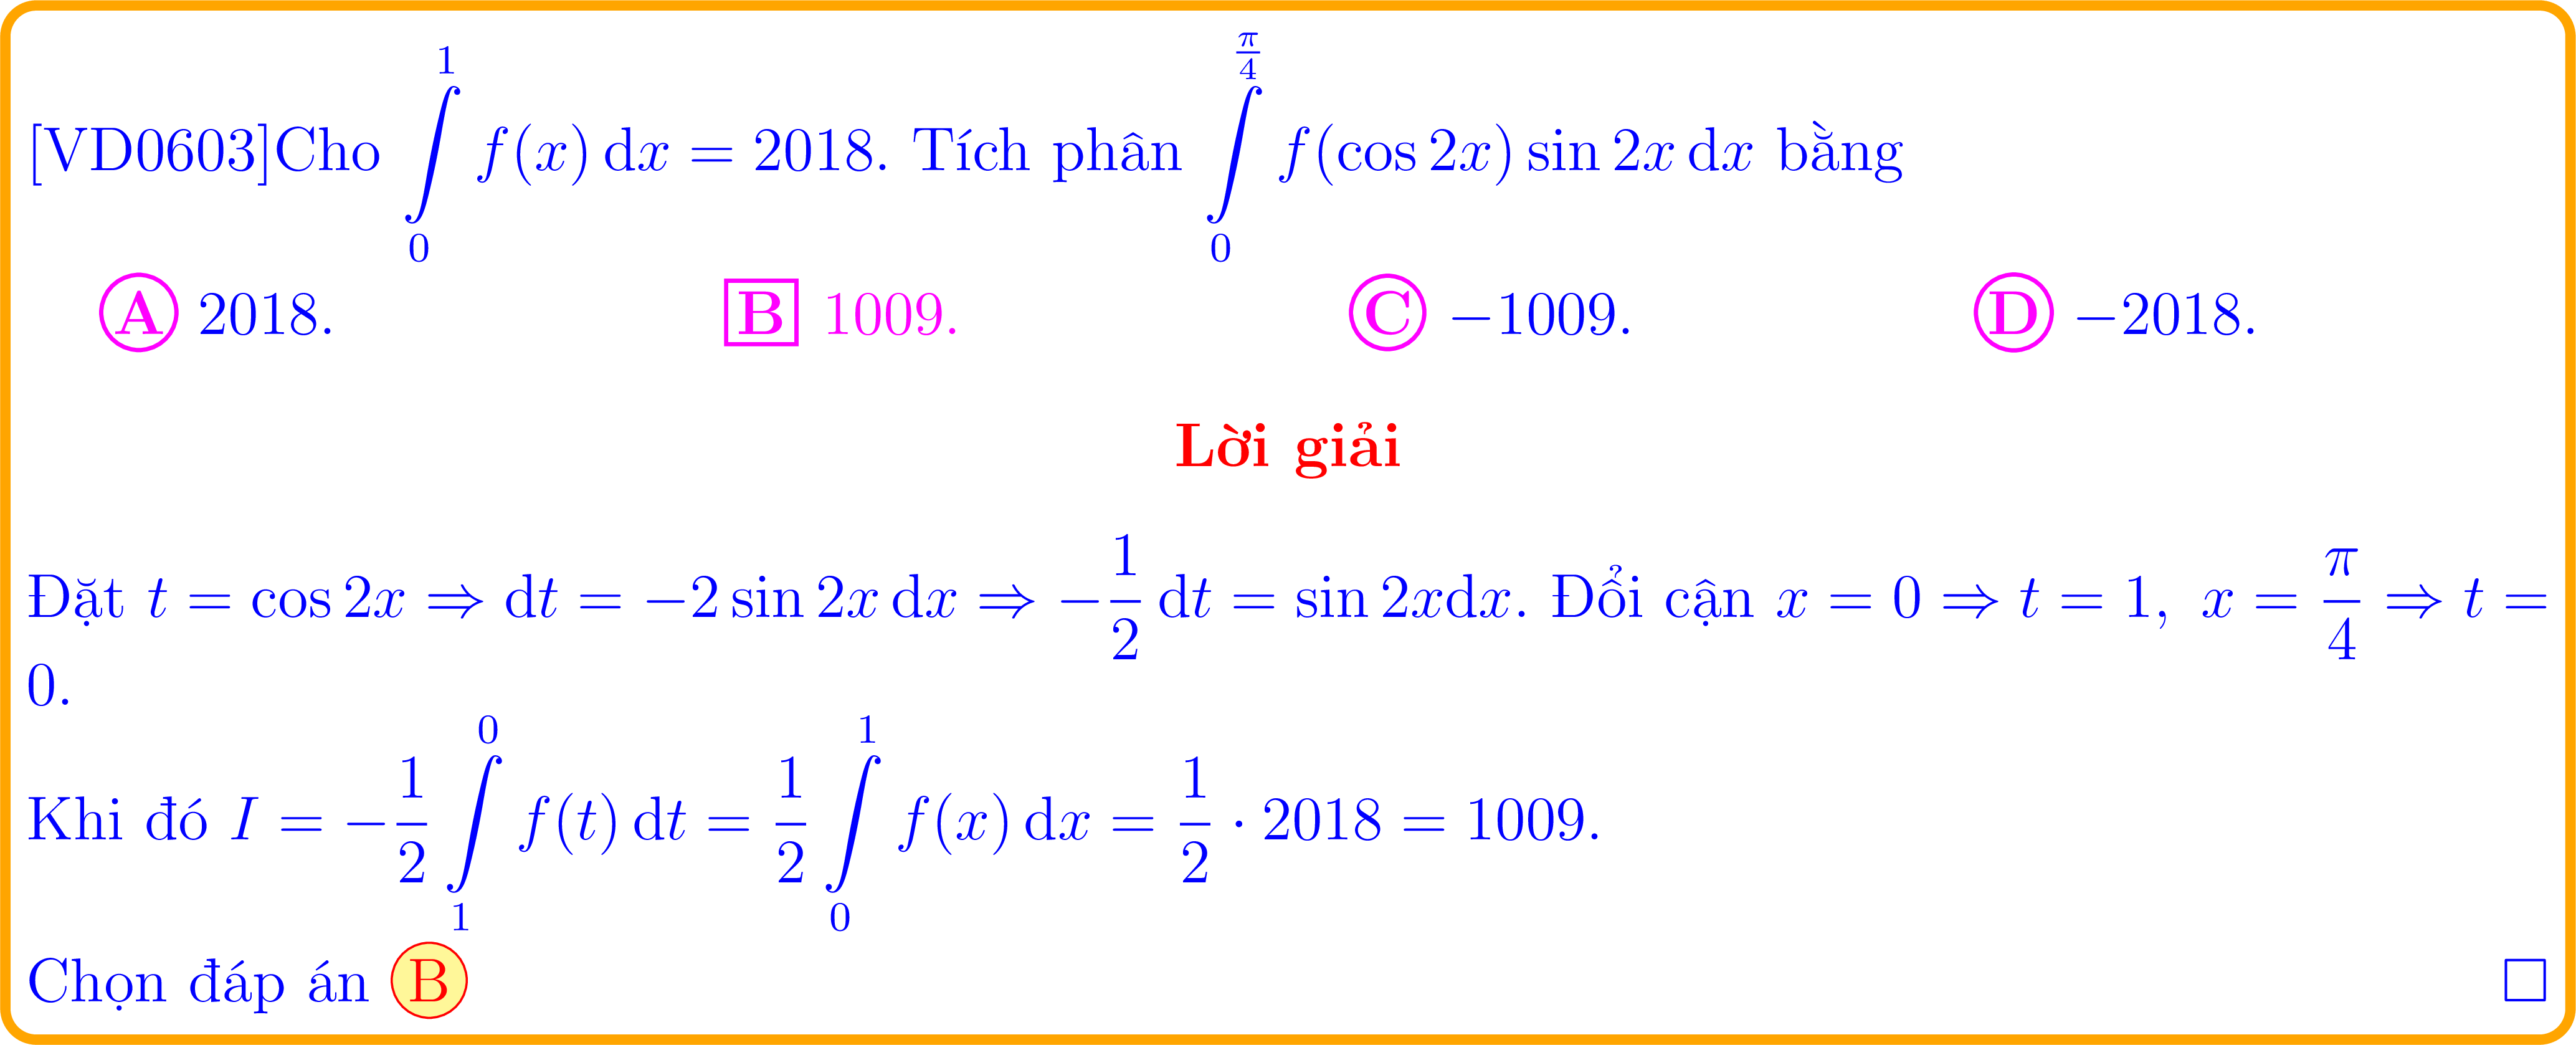 [VD0603]Cho $\int\limits_0^1 f(x)\,\mathrm{d}x = 2018$. Tích phân $\int\limits_0^{\frac{\pi}{4}} f(\cos 2x)\sin 2x\,\mathrm{d}x$ bằng
A 2018. B 1009. C −1009. D −2018.
Lời giải
Đặt $t = \cos 2x \Rightarrow \mathrm{d}t = -2\sin 2x\,\mathrm{d}x \Rightarrow -\frac{1}{2}\,\mathrm{d}t = \sin 2x\mathrm{d}x$. Đổi cận $x = 0 \Rightarrow t = 1,\ x = \frac{\pi}{4} \Rightarrow t =$
0.
Khi đó $I = -\frac{1}{2}\int\limits_1^0 f(t)\,\mathrm{d}t = \frac{1}{2}\int\limits_0^1 f(x)\,\mathrm{d}x = \frac{1}{2} \cdot 2018 = 1009$.
Chọn đáp án B □